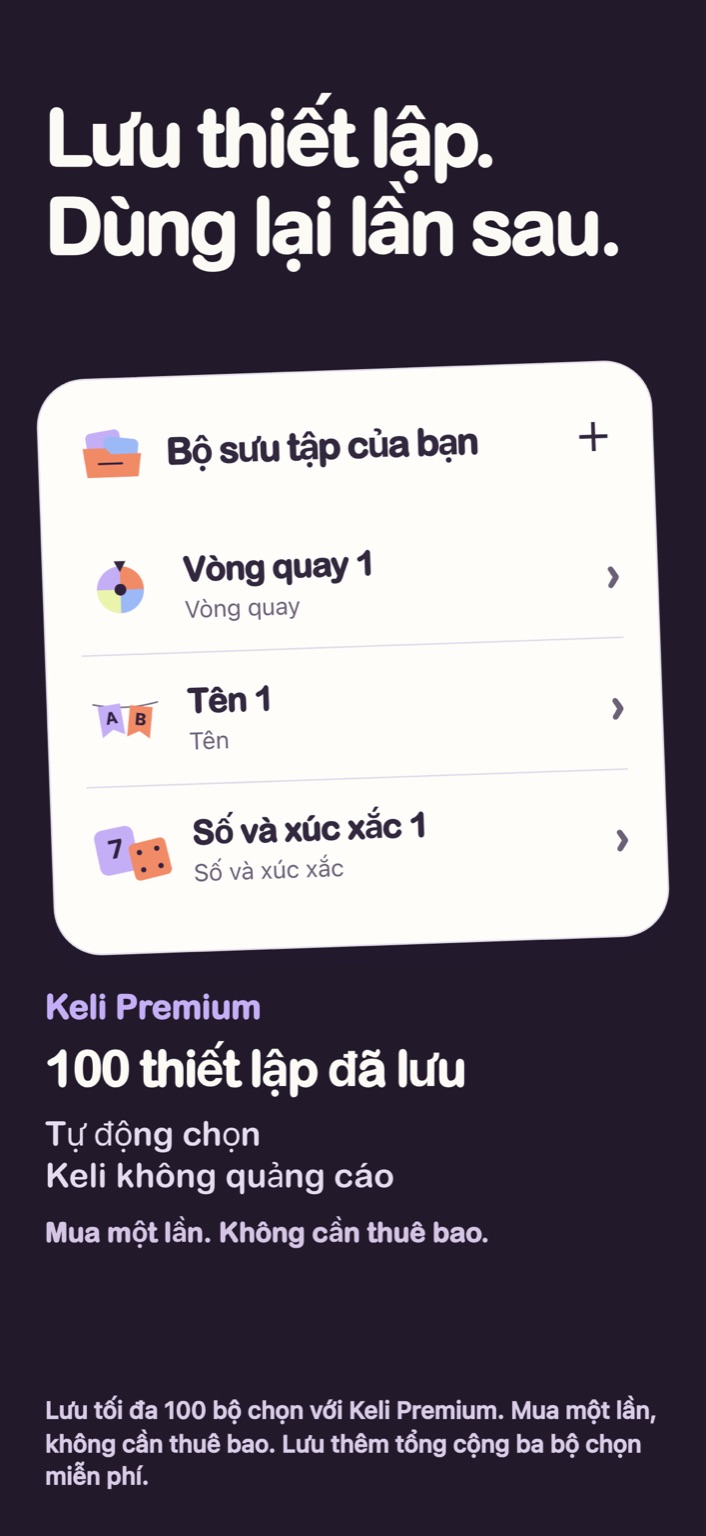 Lưu thiết lập.
Dùng lại lần sau.
Bộ sưu tập của bạn
Vòng quay 1
Vòng quay
A B
Tên 1
Tên
7
Số và xúc xắc 1
Số và xúc xắc
Keli Premium
100 thiết lập đã lưu
Tự động chọn
Keli không quảng cáo
Mua một lần. Không cần thuê bao.
Lưu tối đa 100 bộ chọn với Keli Premium. Mua một lần,
không cần thuê bao. Lưu thêm tổng cộng ba bộ chọn
miễn phí.